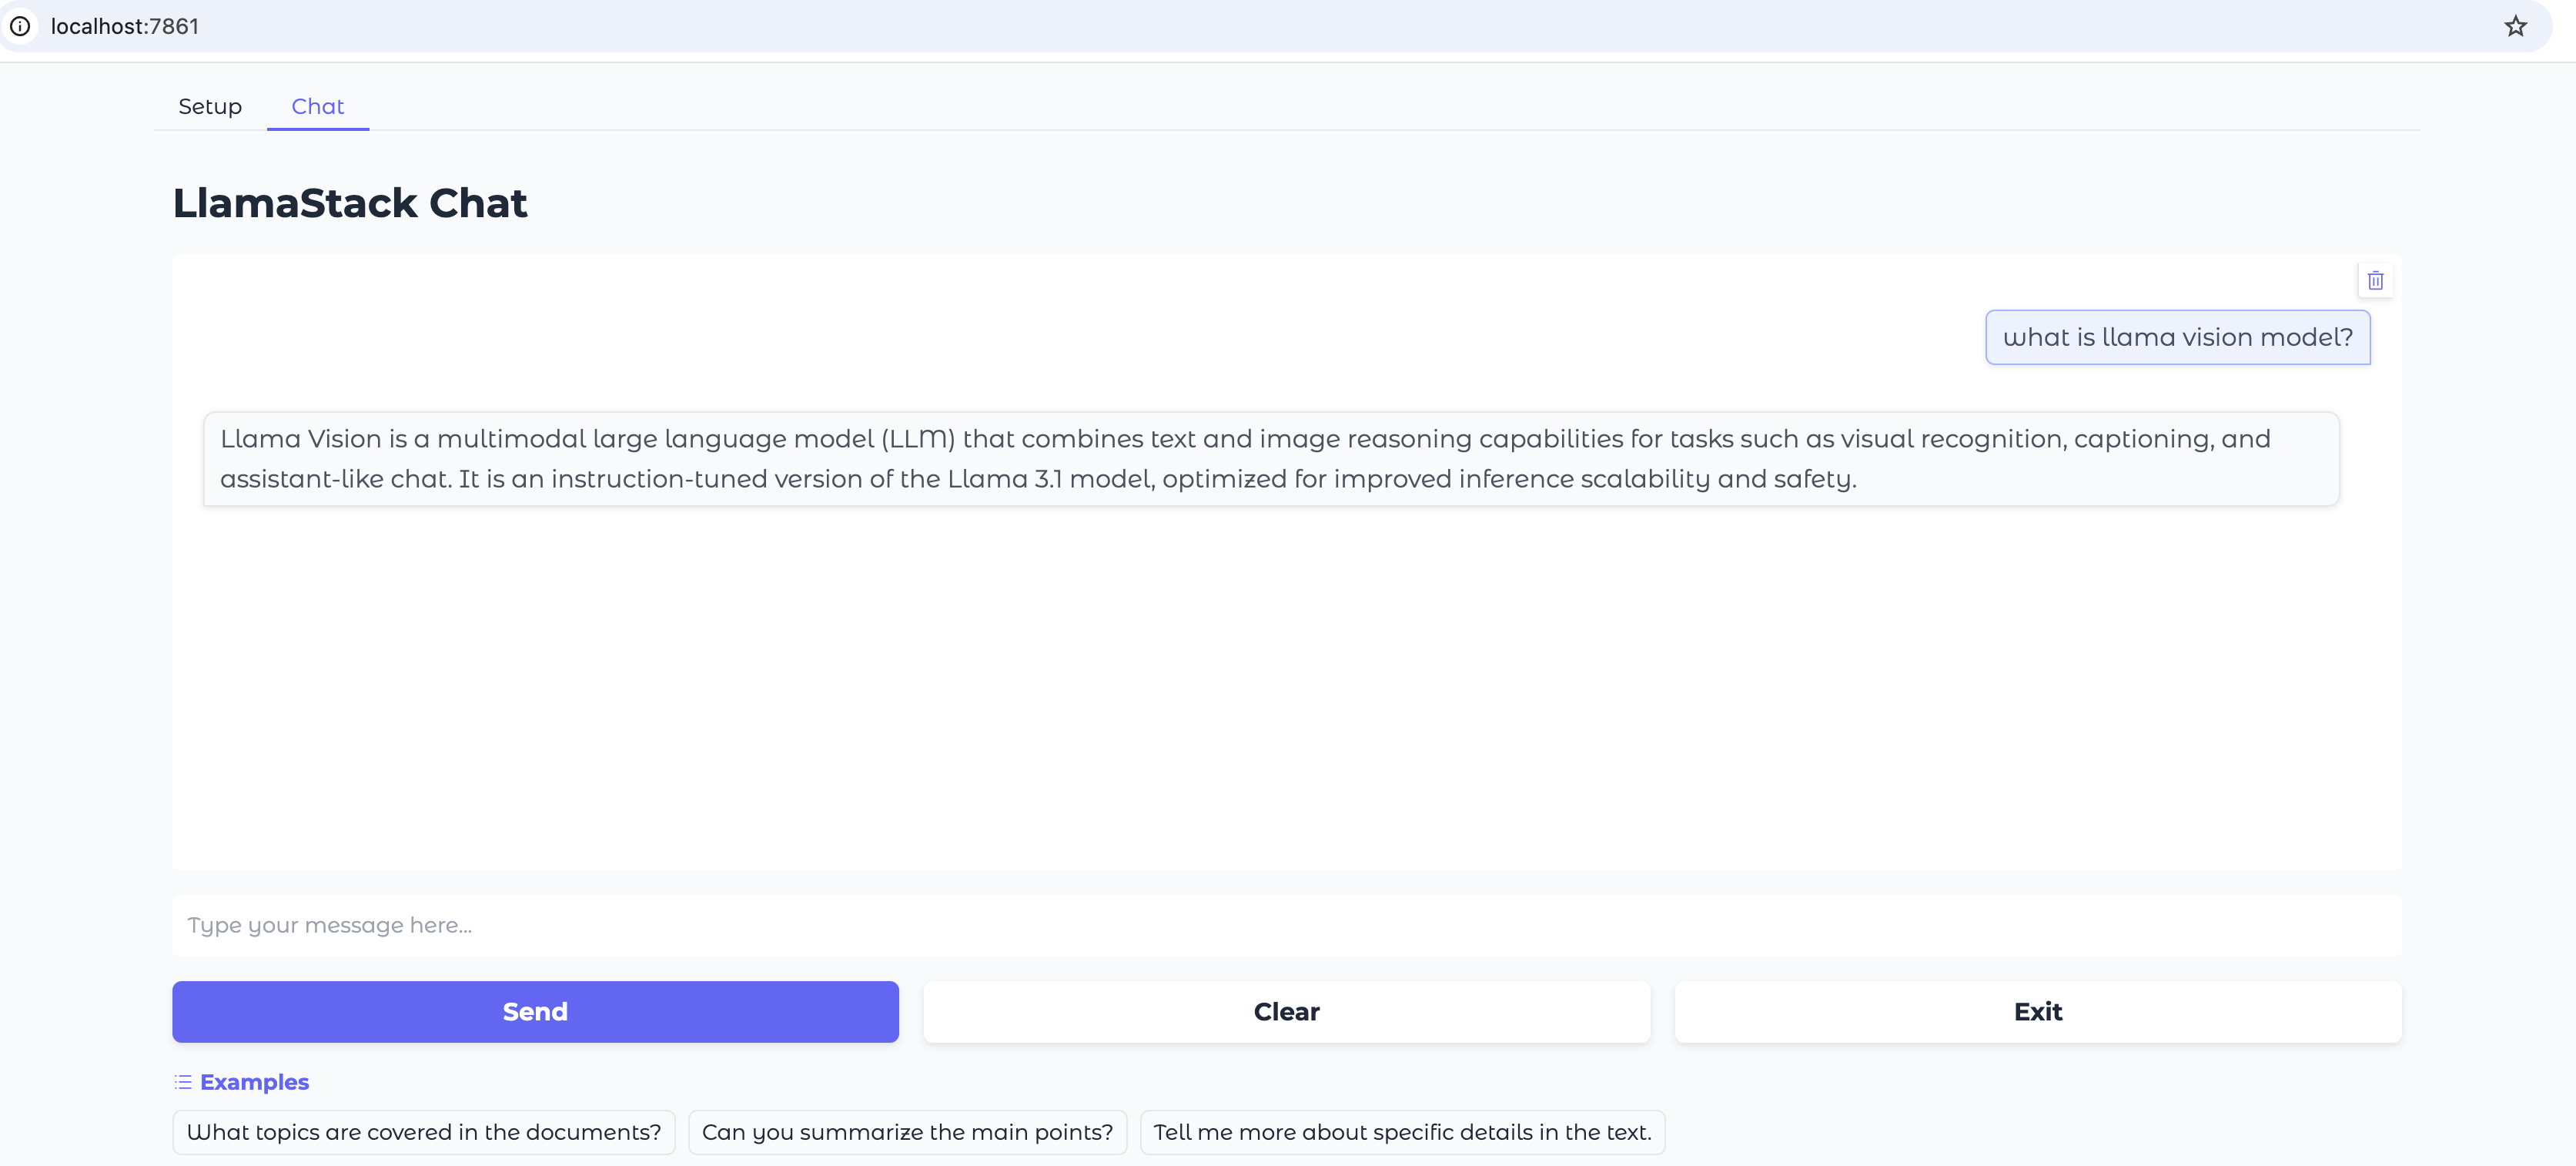 localhost:7861
Setup
Chat
LlamaStack Chat
what is llama vision model?
Llama Vision is a multimodal large language model (LLM) that combines text and image reasoning capabilities for tasks such as visual recognition, captioning, and
assistant-like chat. It is an instruction-tuned version of the Llama 3.1 model, optimized for improved inference scalability and safety.
Type your message here...
Send
Clear
Exit
Examples
What topics are covered in the documents?
Can you summarize the main points?
Tell me more about specific details in the text.